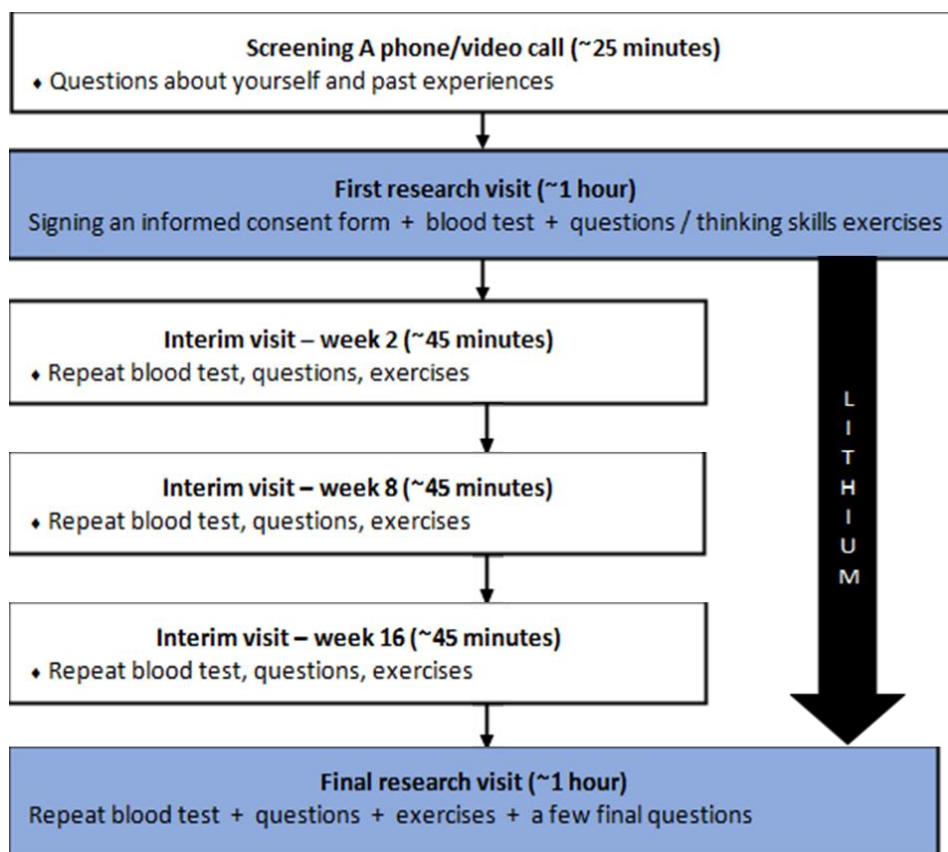 Screening A phone/video call (~25 minutes)
⬧ Questions about yourself and past experiences
First research visit (~1 hour)
Signing an informed consent form + blood test + questions / thinking skills exercises
Interim visit – week 2 (~45 minutes)
⬧ Repeat blood test, questions, exercises
Interim visit – week 8 (~45 minutes)
⬧ Repeat blood test, questions, exercises
Interim visit – week 16 (~45 minutes)
⬧ Repeat blood test, questions, exercises
LITHIUM
Final research visit (~1 hour)
Repeat blood test + questions + exercises + a few final questions